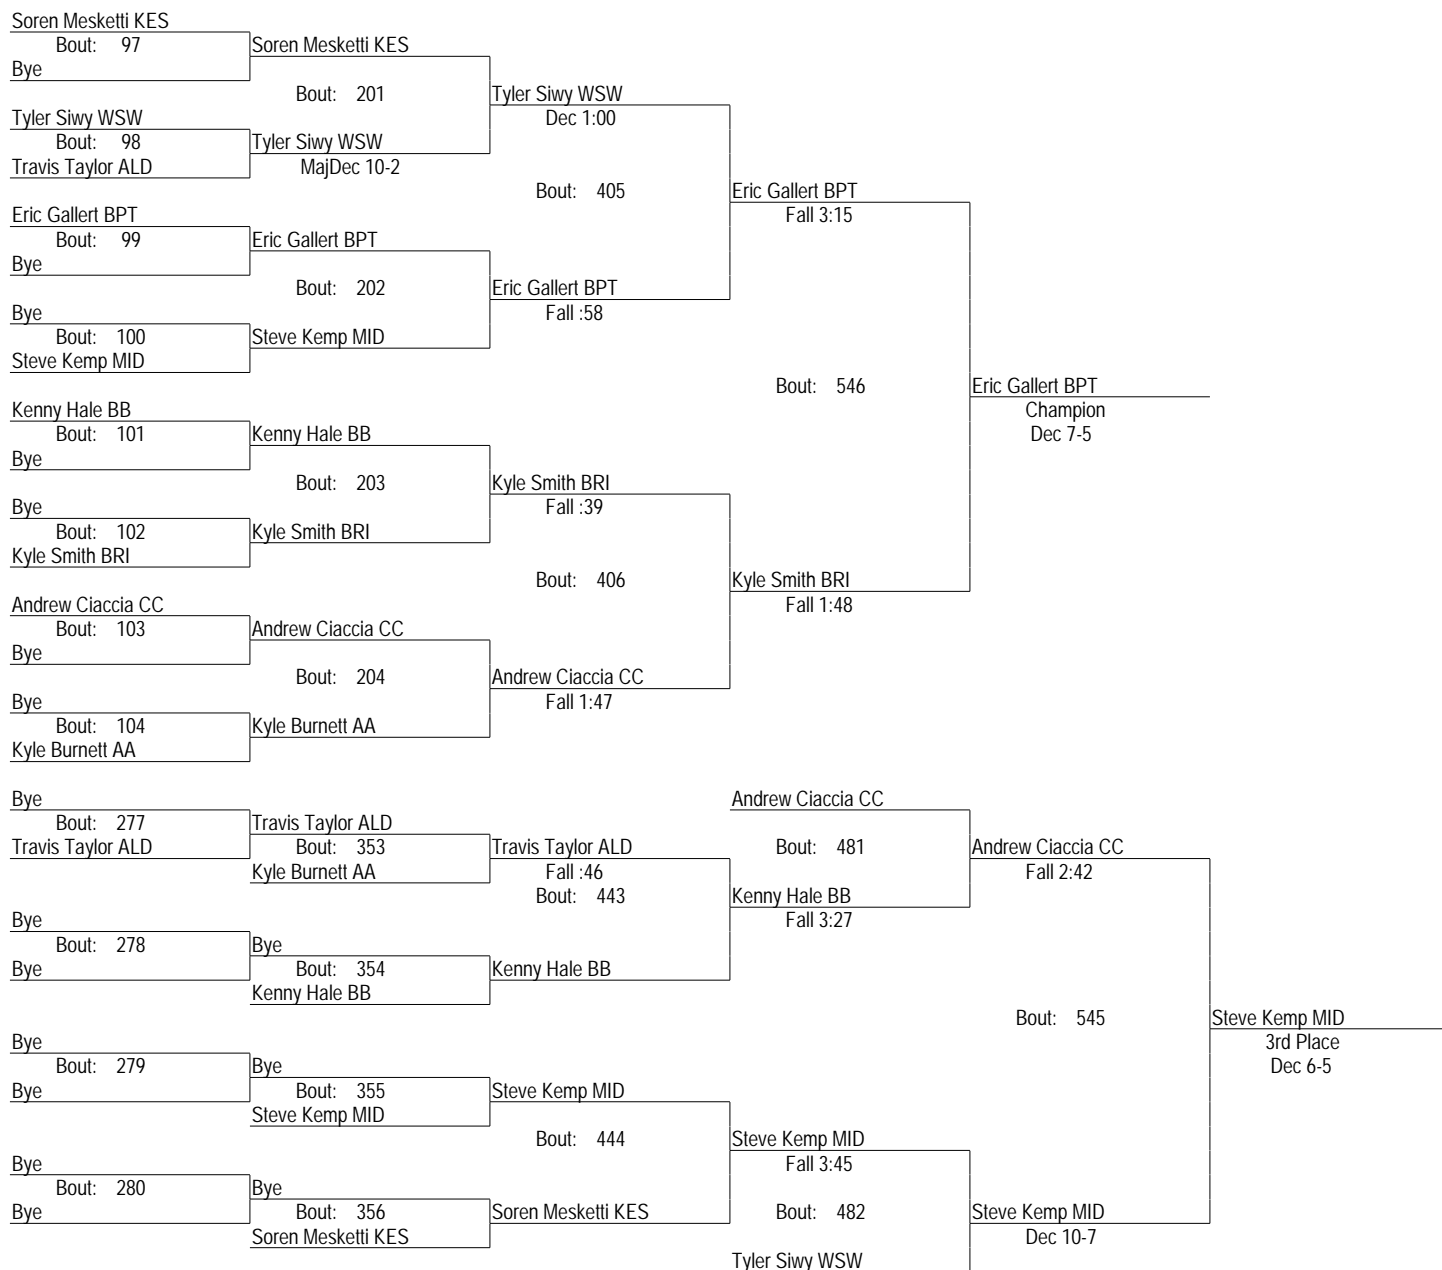 Soren Mesketti KES
Bout: 97
Bye
Soren Mesketti KES
Bout: 201
Tyler Siwy WSW
Bout: 98
Travis Taylor ALD
Tyler Siwy WSW
MajDec 10-2
Tyler Siwy WSW
Dec 1:00
Bout: 405
Eric Gallert BPT
Bout: 99
Bye
Eric Gallert BPT
Bout: 202
Bye
Bout: 100
Steve Kemp MID
Steve Kemp MID
Eric Gallert BPT
Fall :58
Eric Gallert BPT
Fall 3:15
Bout: 546
Eric Gallert BPT
Champion
Dec 7-5
Kenny Hale BB
Bout: 101
Bye
Kenny Hale BB
Bout: 203
Bye
Bout: 102
Kyle Smith BRI
Kyle Smith BRI
Kyle Smith BRI
Fall :39
Bout: 406
Kyle Smith BRI
Fall 1:48
Andrew Ciaccia CC
Bout: 103
Bye
Andrew Ciaccia CC
Bout: 204
Bye
Bout: 104
Kyle Burnett AA
Kyle Burnett AA
Andrew Ciaccia CC
Fall 1:47
Bye
Bout: 277
Travis Taylor ALD
Travis Taylor ALD
Bout: 353
Kyle Burnett AA
Travis Taylor ALD
Fall :46
Bout: 443
Bye
Bout: 278
Bye
Bye
Bout: 354
Kenny Hale BB
Kenny Hale BB
Andrew Ciaccia CC
Bout: 481
Kenny Hale BB
Fall 3:27
Andrew Ciaccia CC
Fall 2:42
Bout: 545
Steve Kemp MID
3rd Place
Dec 6-5
Bye
Bout: 279
Bye
Bye
Bout: 355
Steve Kemp MID
Steve Kemp MID
Bout: 444
Bye
Bout: 280
Bye
Bye
Bout: 356
Soren Mesketti KES
Soren Mesketti KES
Steve Kemp MID
Fall 3:45
Bout: 482
Tyler Siwy WSW
Steve Kemp MID
Dec 10-7